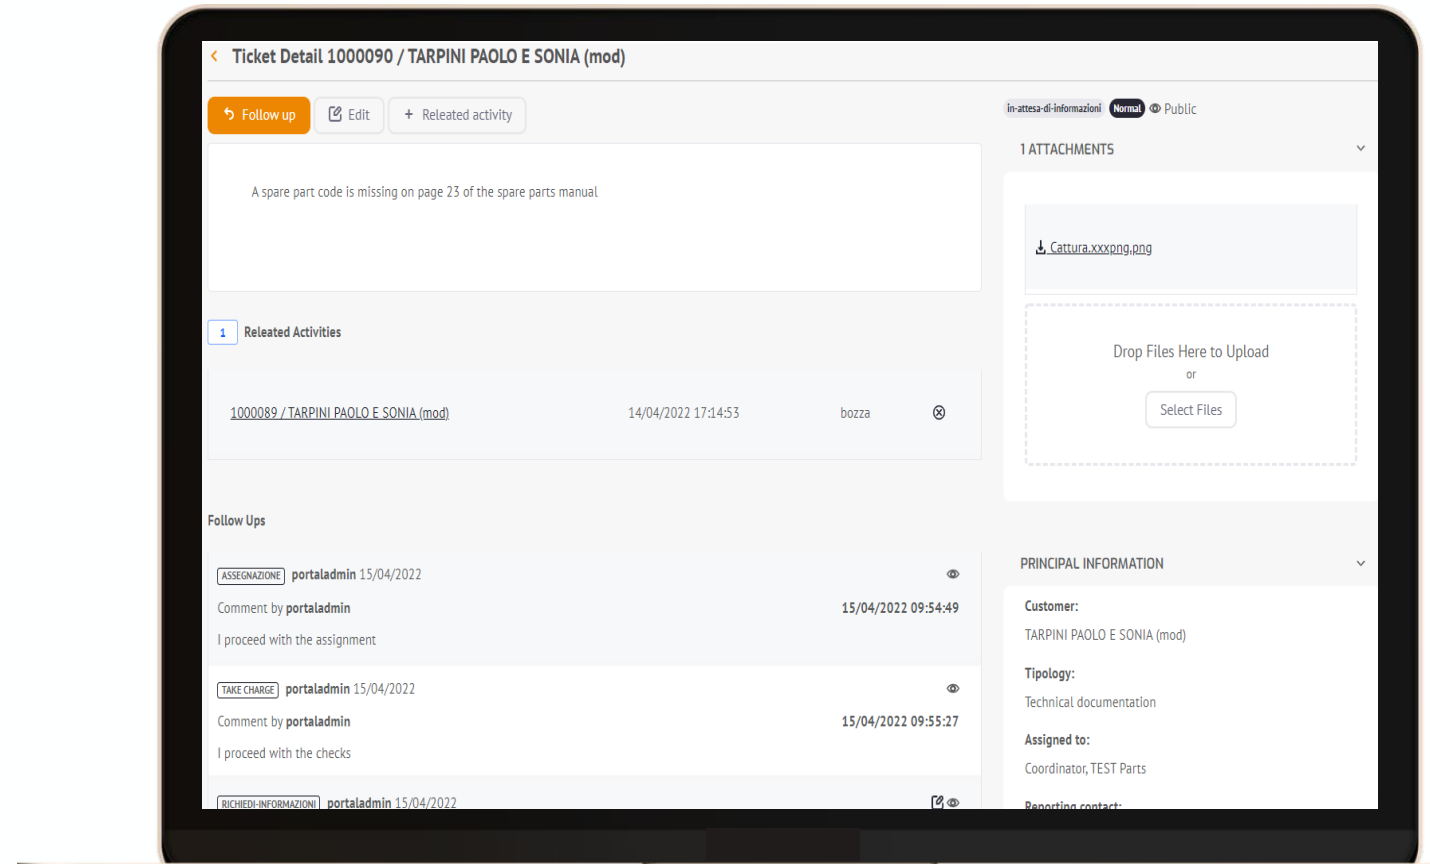 Ticket Detail 1000090 / TARPINI PAOLO E SONIA (mod)
Follow up
Edit
+ Releated activity
in-attesa-di-informazioni Normal Public
A spare part code is missing on page 23 of the spare parts manual
1 ATTACHMENTS
Cattura.xxxpng.png
Drop Files Here to Upload
or
Select Files
1 Releated Activities
1000089 / TARPINI PAOLO E SONIA (mod) 14/04/2022 17:14:53 bozza
Follow Ups
ASSEGNAZIONE portaladmin 15/04/2022
Comment by portaladmin 15/04/2022 09:54:49
I proceed with the assignment
TAKE CHARGE portaladmin 15/04/2022
Comment by portaladmin 15/04/2022 09:55:27
I proceed with the checks
RICHIEDI-INFORMAZIONI portaladmin 15/04/2022
PRINCIPAL INFORMATION
Customer:
TARPINI PAOLO E SONIA (mod)
Tipology:
Technical documentation
Assigned to:
Coordinator, TEST Parts
Reporting contact: